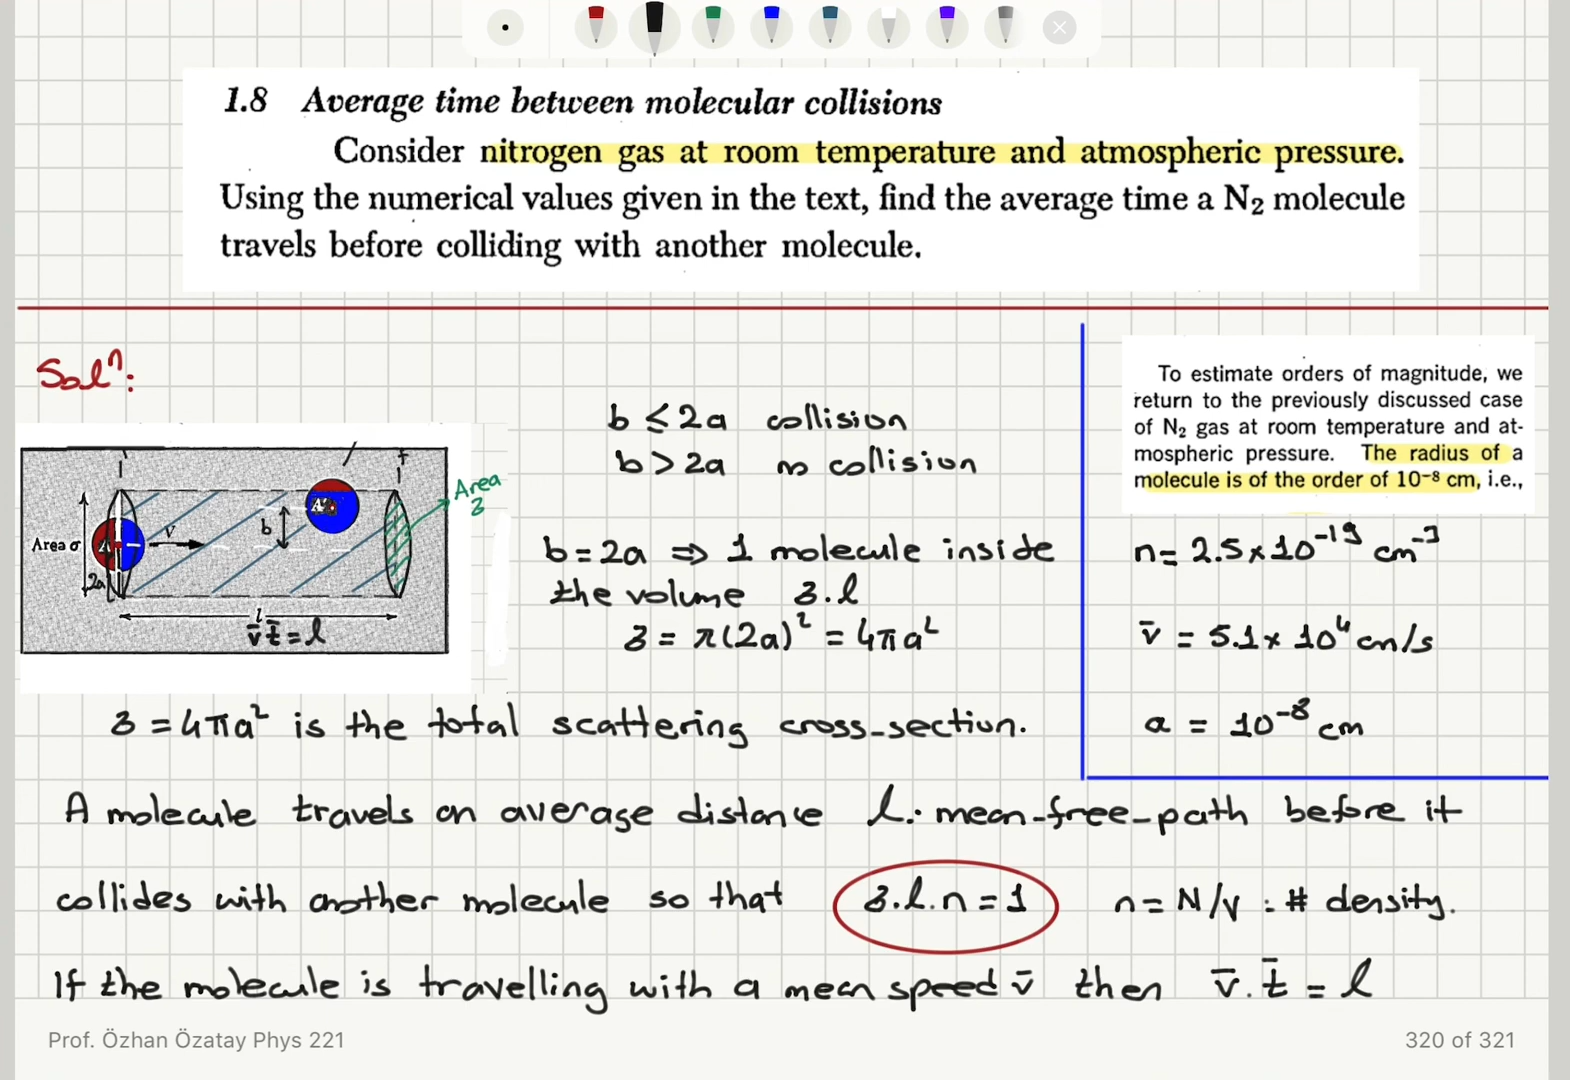 1.8 Average time between molecular collisions
Consider nitrogen gas at room temperature and atmospheric pressure.
Using the numerical values given in the text, find the average time a N₂ molecule
travels before colliding with another molecule.
Solⁿ:
b ≤ 2a collision
b > 2a no collision
Area σ
2a
v
b
l
v̄ t̄ = l
Area
3
b = 2a ⇒ 1 molecule inside
the volume 3.l
3 = π(2a)² = 4πa²
To estimate orders of magnitude, we
return to the previously discussed case
of N₂ gas at room temperature and at-
mospheric pressure. The radius of a
molecule is of the order of 10⁻⁸ cm, i.e.,
n = 2.5 × 10⁻¹⁹ cm⁻³
v̄ = 5.1 × 10⁴ cm/s
a = 10⁻⁸ cm
3 = 4πa² is the total scattering cross-section.
A molecule travels on average distance l : mean-free-path before it
collides with another molecule so that 3.l.n = 1 n = N/V : # density.
If the molecule is travelling with a mean speed v̄ then v̄.t̄ = l
Prof. Özhan Özatay Phys 221
320 of 321